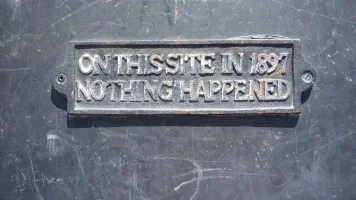 ON THIS SITE IN 1897
NOTHING HAPPENED